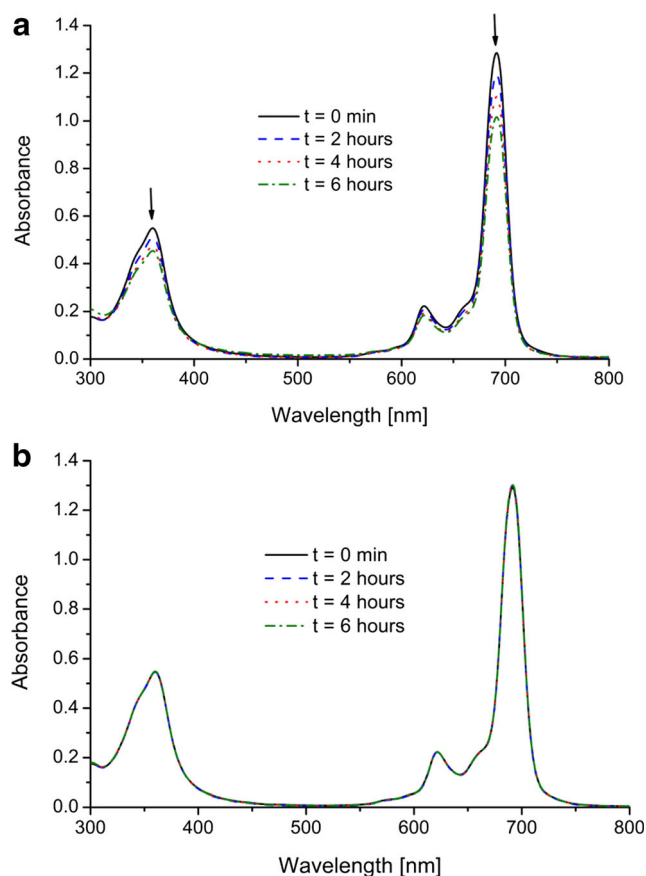 a
1.4
1.2
1.0
0.8
0.6
0.4
0.2
0.0
Absorbance
t = 0 min
t = 2 hours
t = 4 hours
t = 6 hours
300 400 500 600 700 800
Wavelength [nm]
b
1.4
1.2
1.0
0.8
0.6
0.4
0.2
0.0
Absorbance
t = 0 min
t = 2 hours
t = 4 hours
t = 6 hours
300 400 500 600 700 800
Wavelength [nm]